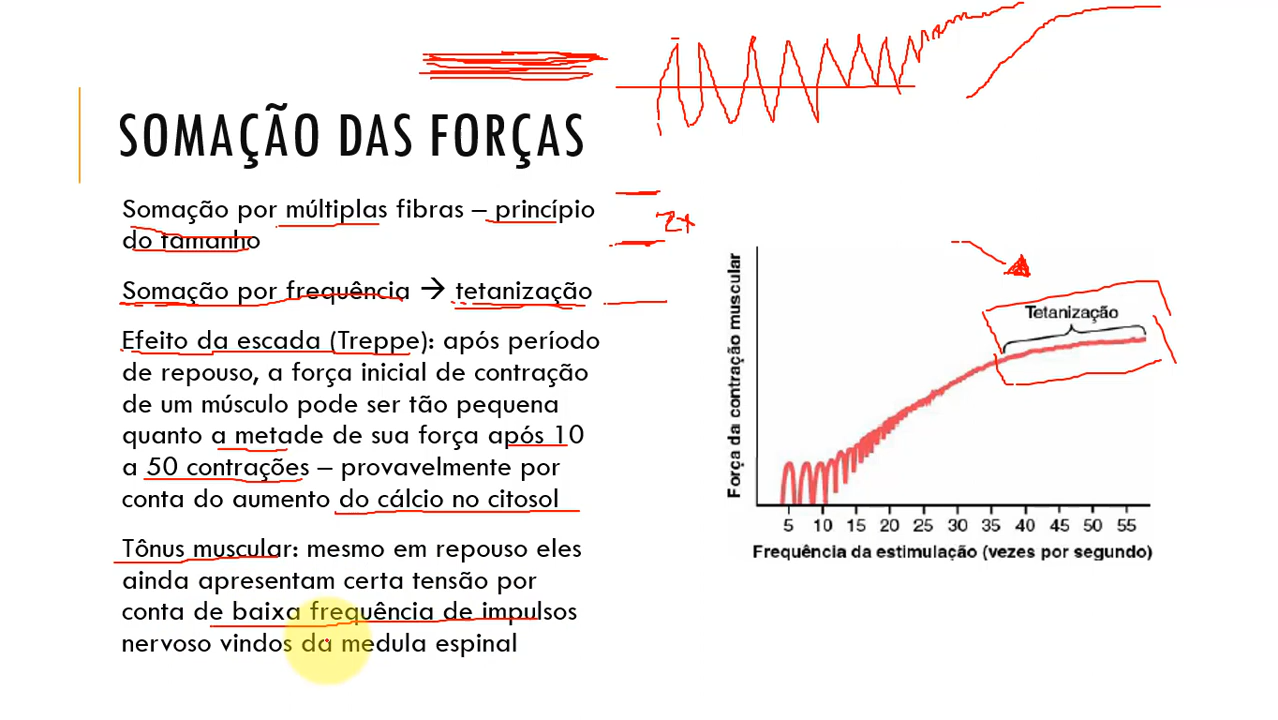 SOMAÇÃO DAS FORÇAS
Somação por múltiplas fibras – princípio
do tamanho
Somação por frequência → tetanização
Efeito da escada (Treppe): após período
de repouso, a força inicial de contração
de um músculo pode ser tão pequena
quanto a metade de sua força após 10
a 50 contrações – provavelmente por
conta do aumento do cálcio no citosol
Tônus muscular: mesmo em repouso eles
ainda apresentam certa tensão por
conta de baixa frequência de impulsos
nervoso vindos da medula espinal
2x
Força da contração muscular
Tetanização
5 10 15 20 25 30 35 40 45 50 55
Frequência da estimulação (vezes por segundo)